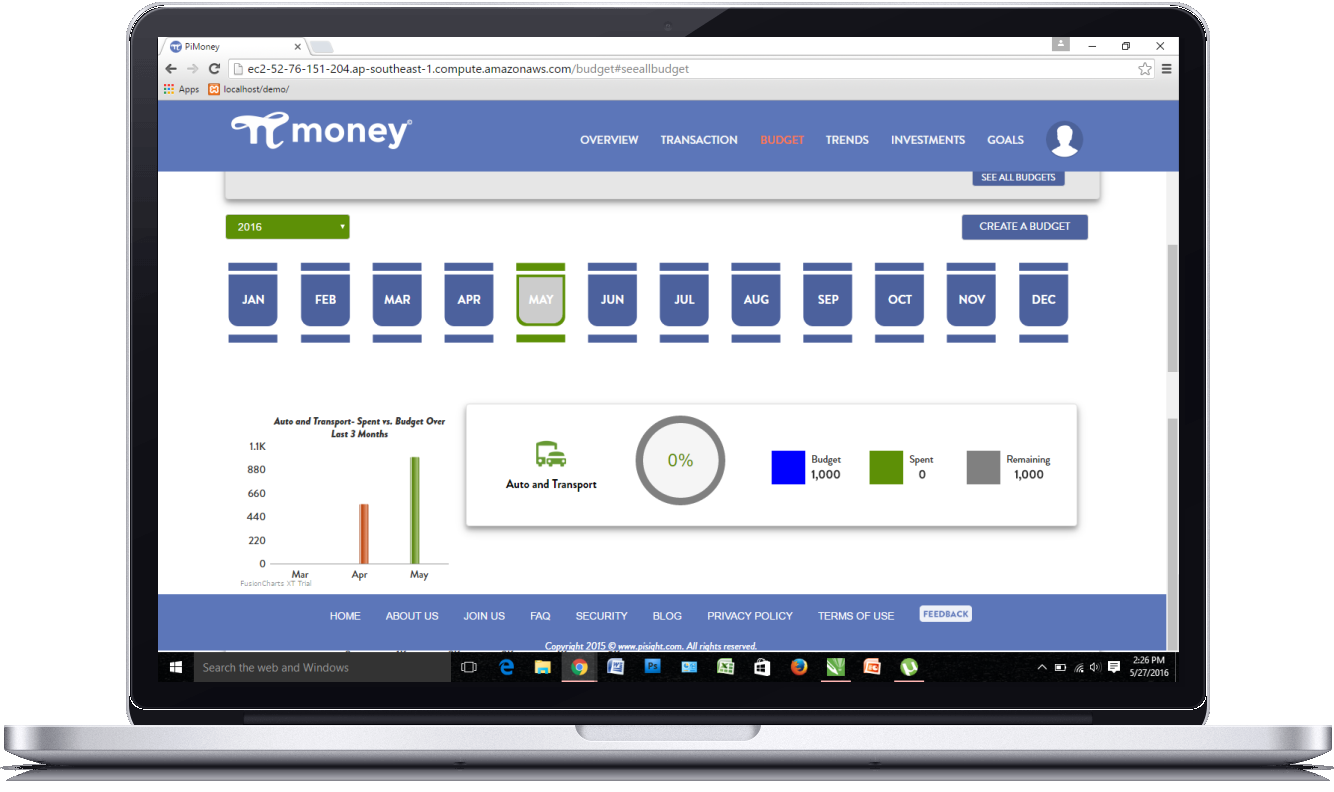 PiMoney
ec2-52-76-151-204.ap-southeast-1.compute.amazonaws.com/budget#seeallbudget
Apps localhost/demo/
money©
OVERVIEW TRANSACTION BUDGET TRENDS INVESTMENTS GOALS
SEE ALL BUDGETS
2016
CREATE A BUDGET
JAN FEB MAR APR MAY JUN JUL AUG SEP OCT NOV DEC
Auto and Transport- Spent vs. Budget Over
Last 3 Months
1.1K
880
660
440
220
0
Mar Apr May
FusionCharts XT Trial
Auto and Transport
0%
Budget
1,000
Spent
0
Remaining
1,000
HOME ABOUT US JOIN US FAQ SECURITY BLOG PRIVACY POLICY TERMS OF USE FEEDBACK
Copyright 2015 © www.pisight.com. All rights reserved.
Search the web and Windows
2:26 PM
5/27/2016